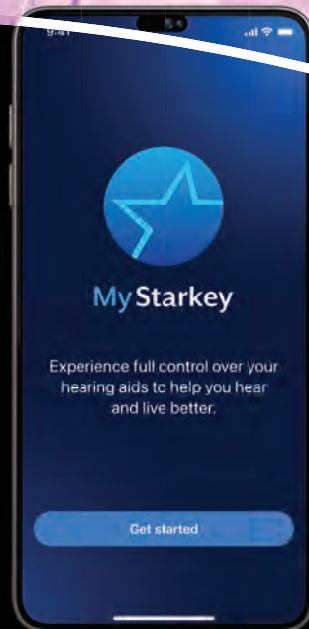 9:41
My Starkey
Experience full control over your
hearing aids to help you hear
and live better.
Get started